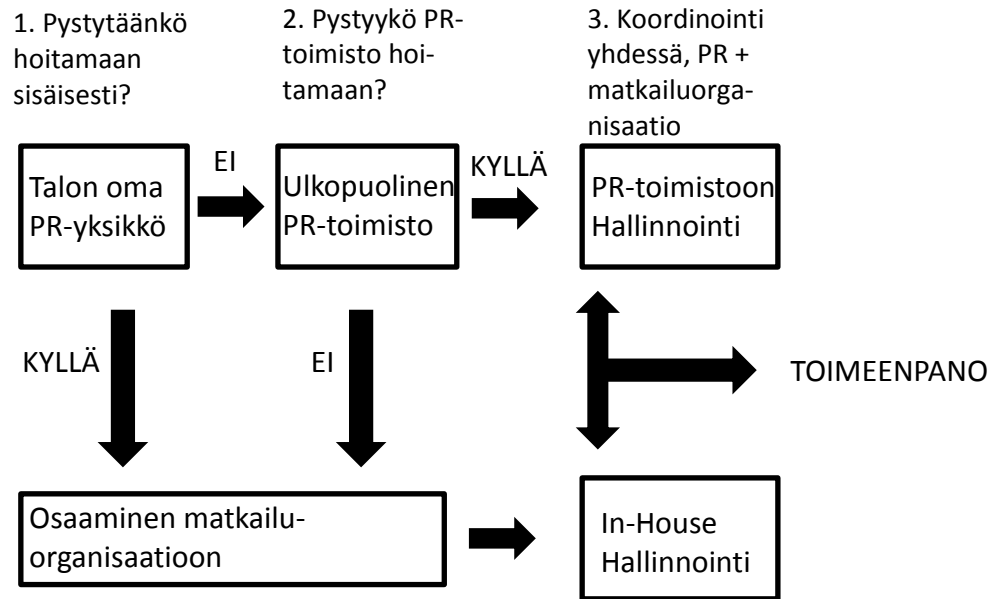 1. Pystytäänkö
hoitamaan
sisäisesti?
2. Pystyykö PR-
toimisto hoi-
tamaan?
3. Koordinointi
yhdessä, PR +
matkailuorga-
nisaatio
Talon oma
PR-yksikkö
EI
Ulkopuolinen
PR-toimisto
KYLLÄ
PR-toimistoon
Hallinnointi
KYLLÄ
EI
TOIMEENPANO
Osaaminen matkailu-
organisaatioon
In-House
Hallinnointi